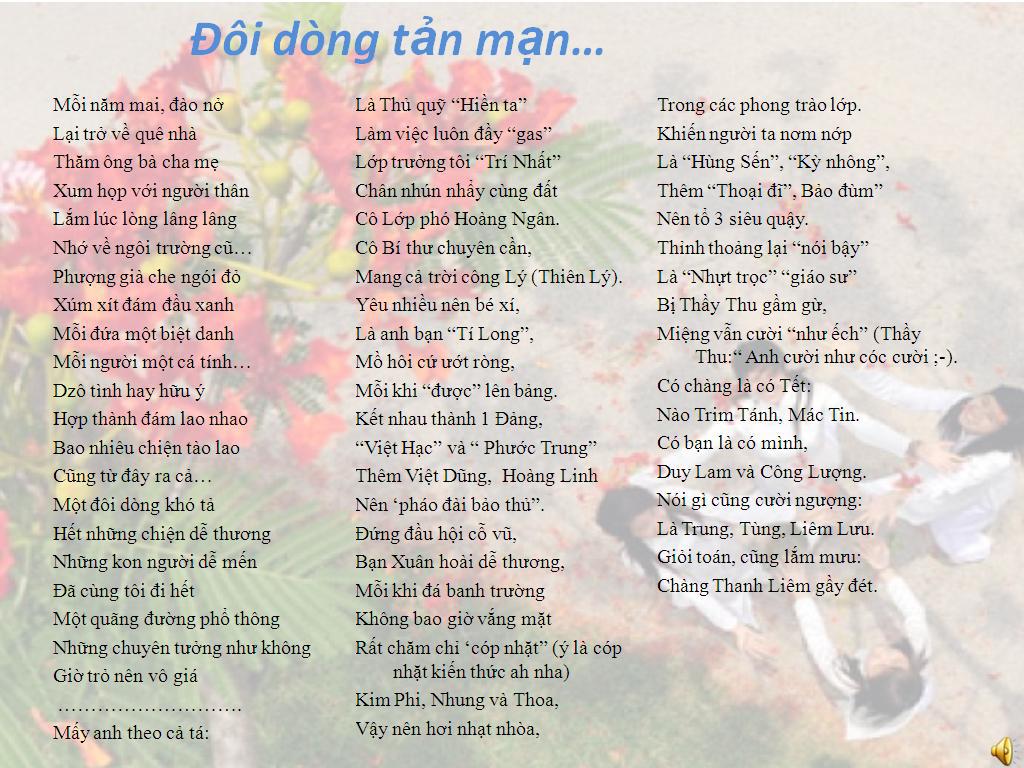 Đôi dòng tản mạn...
Mỗi năm mai, đào nở
Lại trở về quê nhà
Thăm ông bà cha mẹ
Xum họp với người thân
Lắm lúc lòng lâng lâng
Nhớ về ngôi trường cũ…
Phượng già che ngói đỏ
Xúm xít đám đầu xanh
Mỗi đứa một biệt danh
Mỗi người một cá tính…
Dzô tình hay hữu ý
Hợp thành đám lao nhao
Bao nhiêu chiện tào lao
Cũng từ đây ra cả…
Một đôi dòng khó tả
Hết những chiện dễ thương
Những kon người dễ mến
Đã cùng tôi đi hết
Một quãng đường phổ thông
Những chuyên tưởng như không
Giờ trỏ nên vô giá
……………………….
Mấy anh theo cả tá:
Là Thủ quỹ “Hiền ta”
Làm việc luôn đầy “gas”
Lớp trưởng tôi “Trí Nhất”
Chân nhún nhẩy cùng đất
Cô Lớp phó Hoàng Ngân.
Cô Bí thư chuyên cần,
Mang cả trời công Lý (Thiên Lý).
Yêu nhiều nên bé xí,
Là anh bạn “Tí Long”,
Mồ hôi cứ ướt ròng,
Mỗi khi “được” lên bảng.
Kết nhau thành 1 Đảng,
“Việt Hạc” và “ Phước Trung”
Thêm Việt Dũng, Hoàng Linh
Nên ‘pháo đài bảo thủ”.
Đứng đầu hội cỗ vũ,
Bạn Xuân hoài dễ thương,
Mỗi khi đá banh trường
Không bao giờ vắng mặt
Rất chăm chỉ ‘cóp nhặt” (ý là cóp
nhặt kiến thức ah nha)
Kim Phi, Nhung và Thoa,
Vậy nên hơi nhạt nhòa,
Trong các phong trào lớp.
Khiến người ta nơm nớp
Là “Hùng Sến”, “Kỳ nhông”,
Thêm “Thoại đĩ”, Bảo đùm”
Nên tổ 3 siêu quậy.
Thinh thoảng lại “nói bậy”
Là “Nhựt trọc” “giáo sư”
Bị Thầy Thu gầm gừ,
Miệng vẫn cười “như ếch” (Thầy
Thu:“ Anh cười như cóc cười ;-).
Có chàng là có Tết:
Nào Trim Tánh, Mác Tin.
Có bạn là có mình,
Duy Lam và Công Lượng.
Nói gì cũng cười ngượng:
Là Trung, Tùng, Liêm Lưu.
Giỏi toán, cũng lắm mưu:
Chàng Thanh Liêm gầy đét.